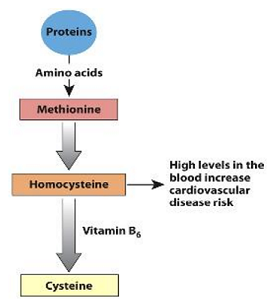 Proteins
Amino acids
Methionine
Homocysteine
High levels in the
blood increase
cardiovascular
disease risk
Vitamin B₆
Cysteine